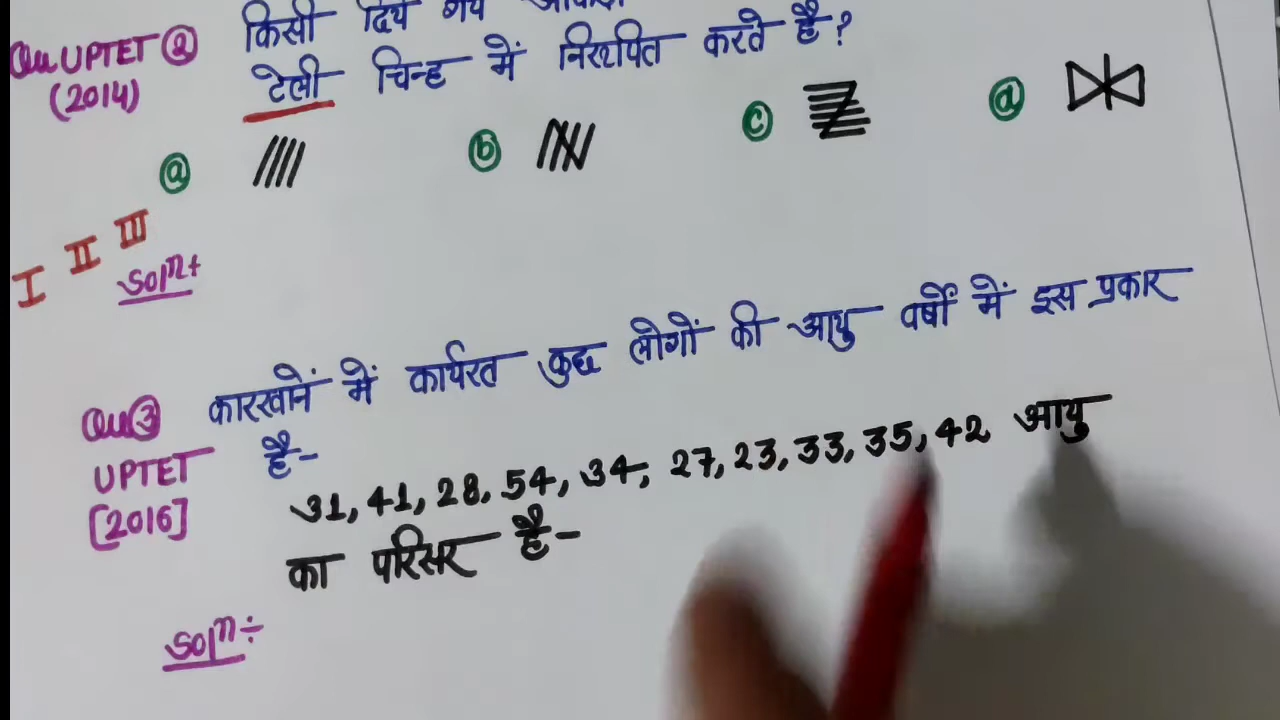 किसी दिये गये
Qu UPTET ② टेली चिन्ह में निरूपित करते है?
(2014)
ⓐ ⓑ ⓒ ⓓ
I II III
Solⁿ+
Qu③ कारखानें में कार्यरत कुछ लोगों की आयु वर्षों में इस प्रकार
UPTET है-
[2016] 31, 41, 28, 54, 34, 27, 23, 33, 35, 42 आयु
का परिसर है-
Solⁿ÷